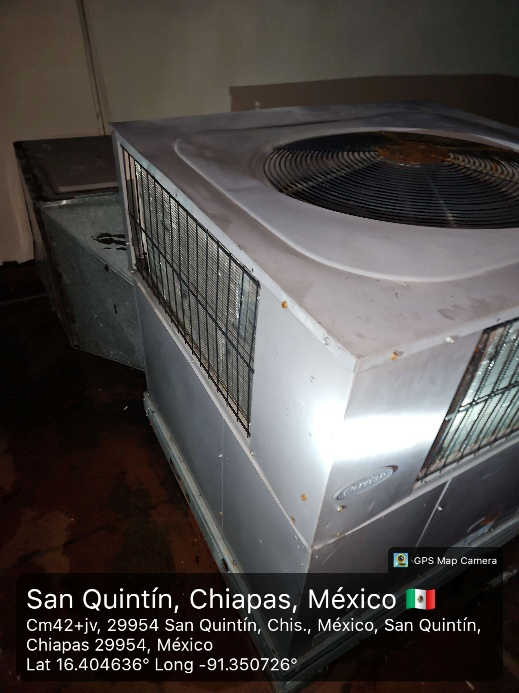 GPS Map Camera
San Quintín, Chiapas, México 🇲🇽
Cm42+jv, 29954 San Quintín, Chis., México, San Quintín,
Chiapas 29954, México
Lat 16.404636° Long -91.350726°